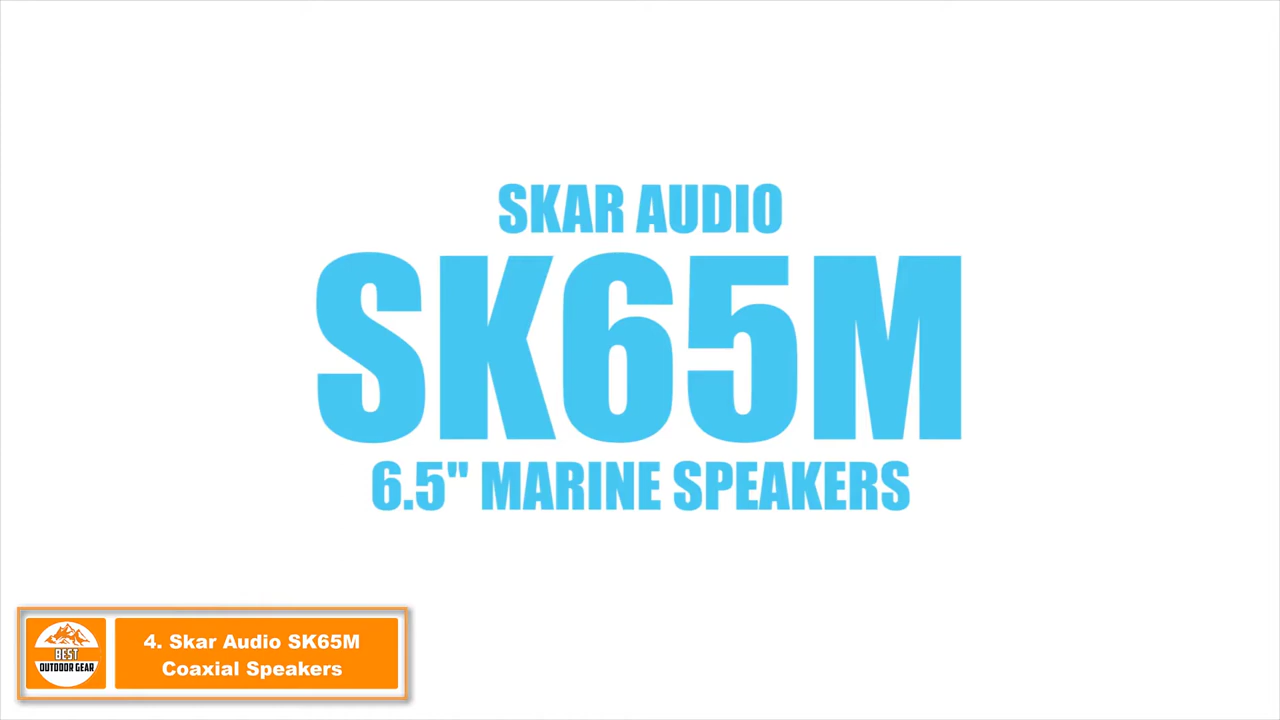 SKAR AUDIO
SK65M
6.5" MARINE SPEAKERS
BEST
OUTDOOR GEAR
4. Skar Audio SK65M
Coaxial Speakers